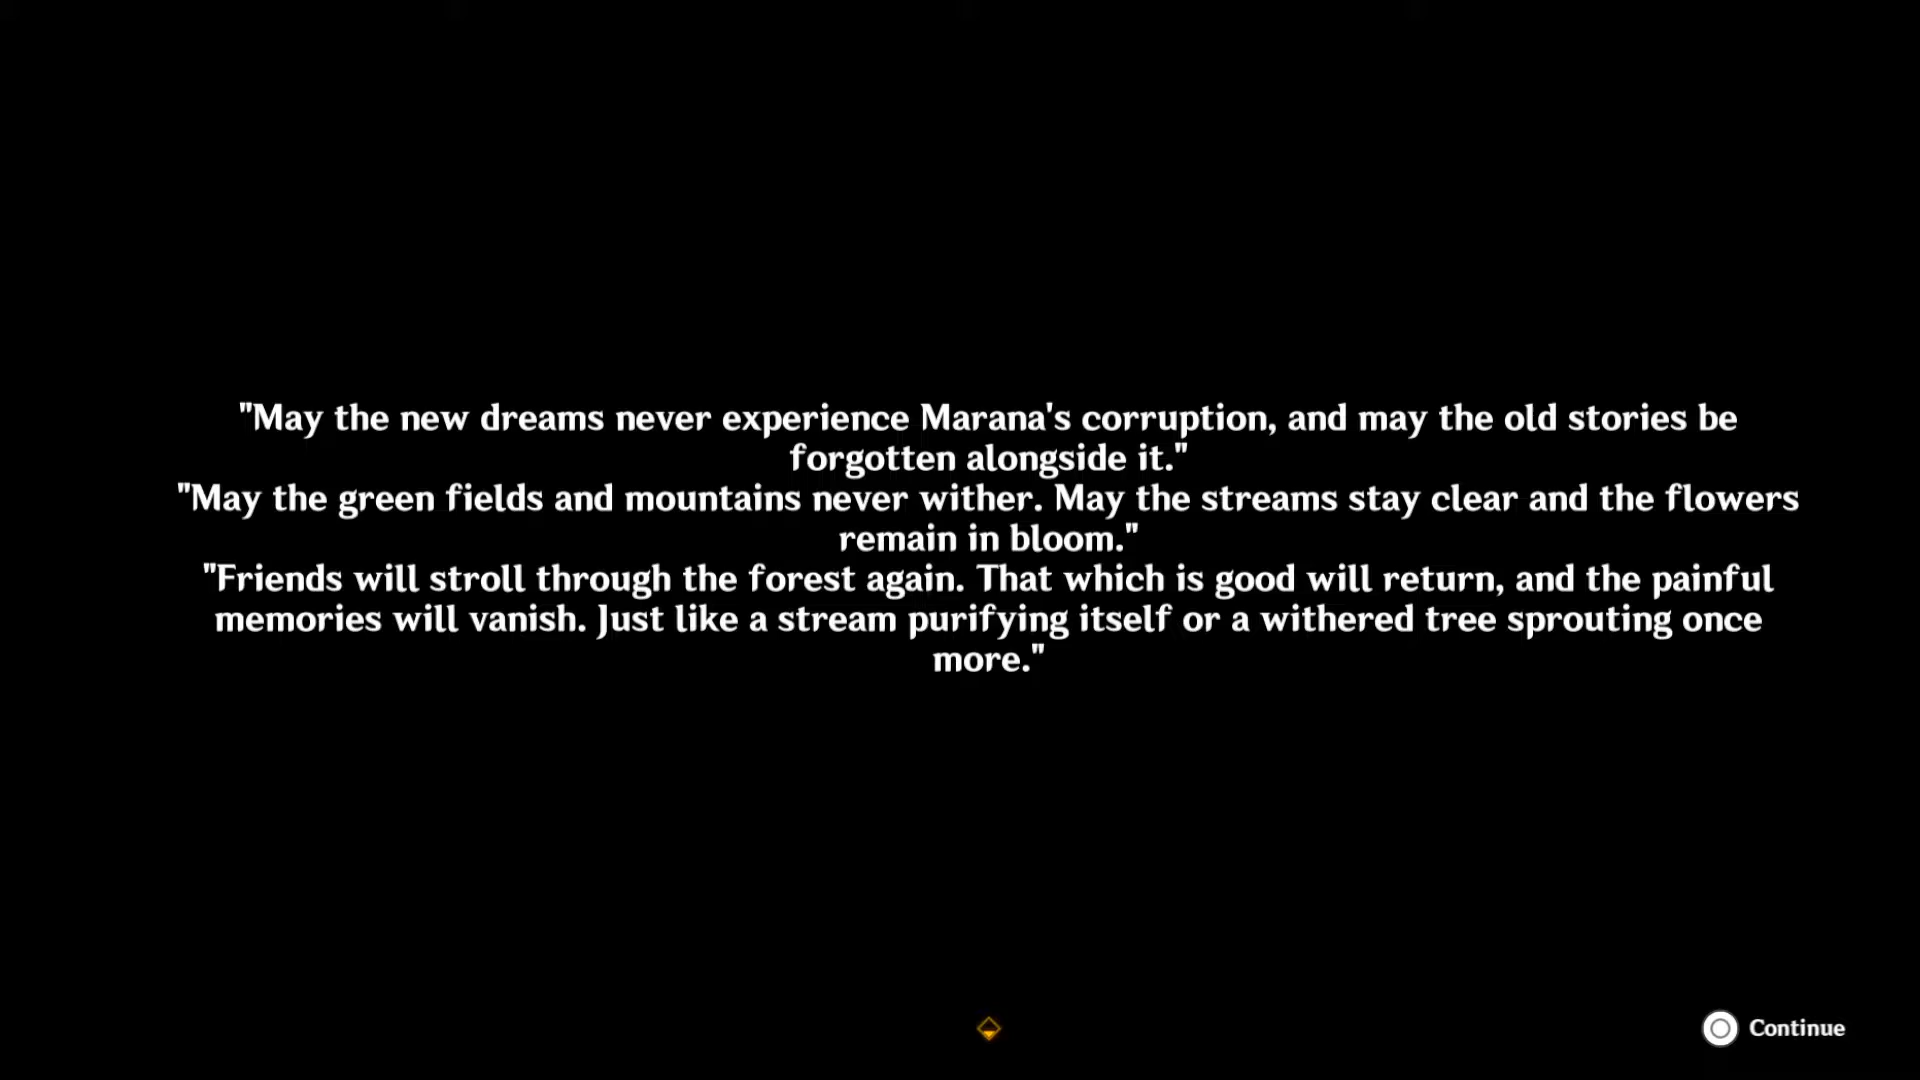 "May the new dreams never experience Marana's corruption, and may the old stories be
forgotten alongside it."
"May the green fields and mountains never wither. May the streams stay clear and the flowers
remain in bloom."
"Friends will stroll through the forest again. That which is good will return, and the painful
memories will vanish. Just like a stream purifying itself or a withered tree sprouting once
more."
Continue